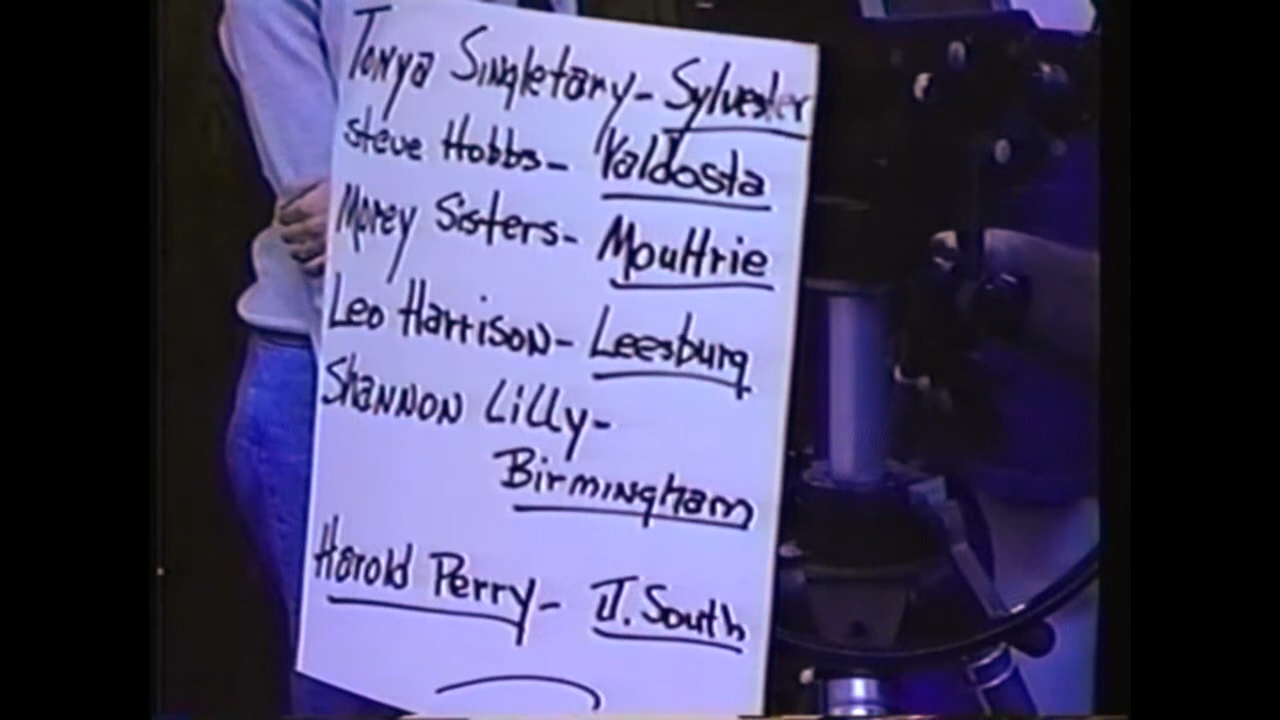 Tonya Singletary - Sylvester
Steve Hobbs - Valdosta
Morey Sisters - Moultrie
Leo Harrison - Leesburg
Shannon Lilly -
Birmingham
Harold Perry - J. South